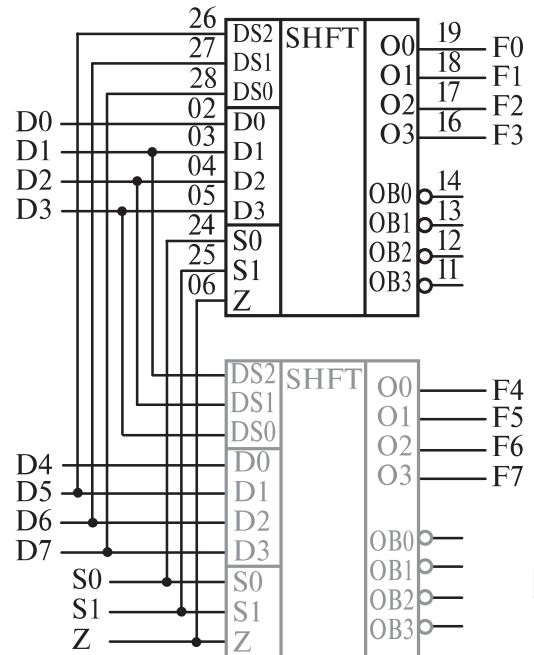 26 DS2 SHFT O0 19 F0
27 DS1 O1 18 F1
28 DS0 O2 17 F2
D0 02 D0 O3 16 F3
D1 03 D1
D2 04 D2 OB0 14
D3 05 D3 OB1 13
24 S0 OB2 12
25 S1 OB3 11
06 Z
DS2 SHFT O0 F4
DS1 O1 F5
DS0 O2 F6
D4 D0 O3 F7
D5 D1
D6 D2 OB0
D7 D3 OB1
S0 S0 OB2
S1 S1 OB3
Z Z